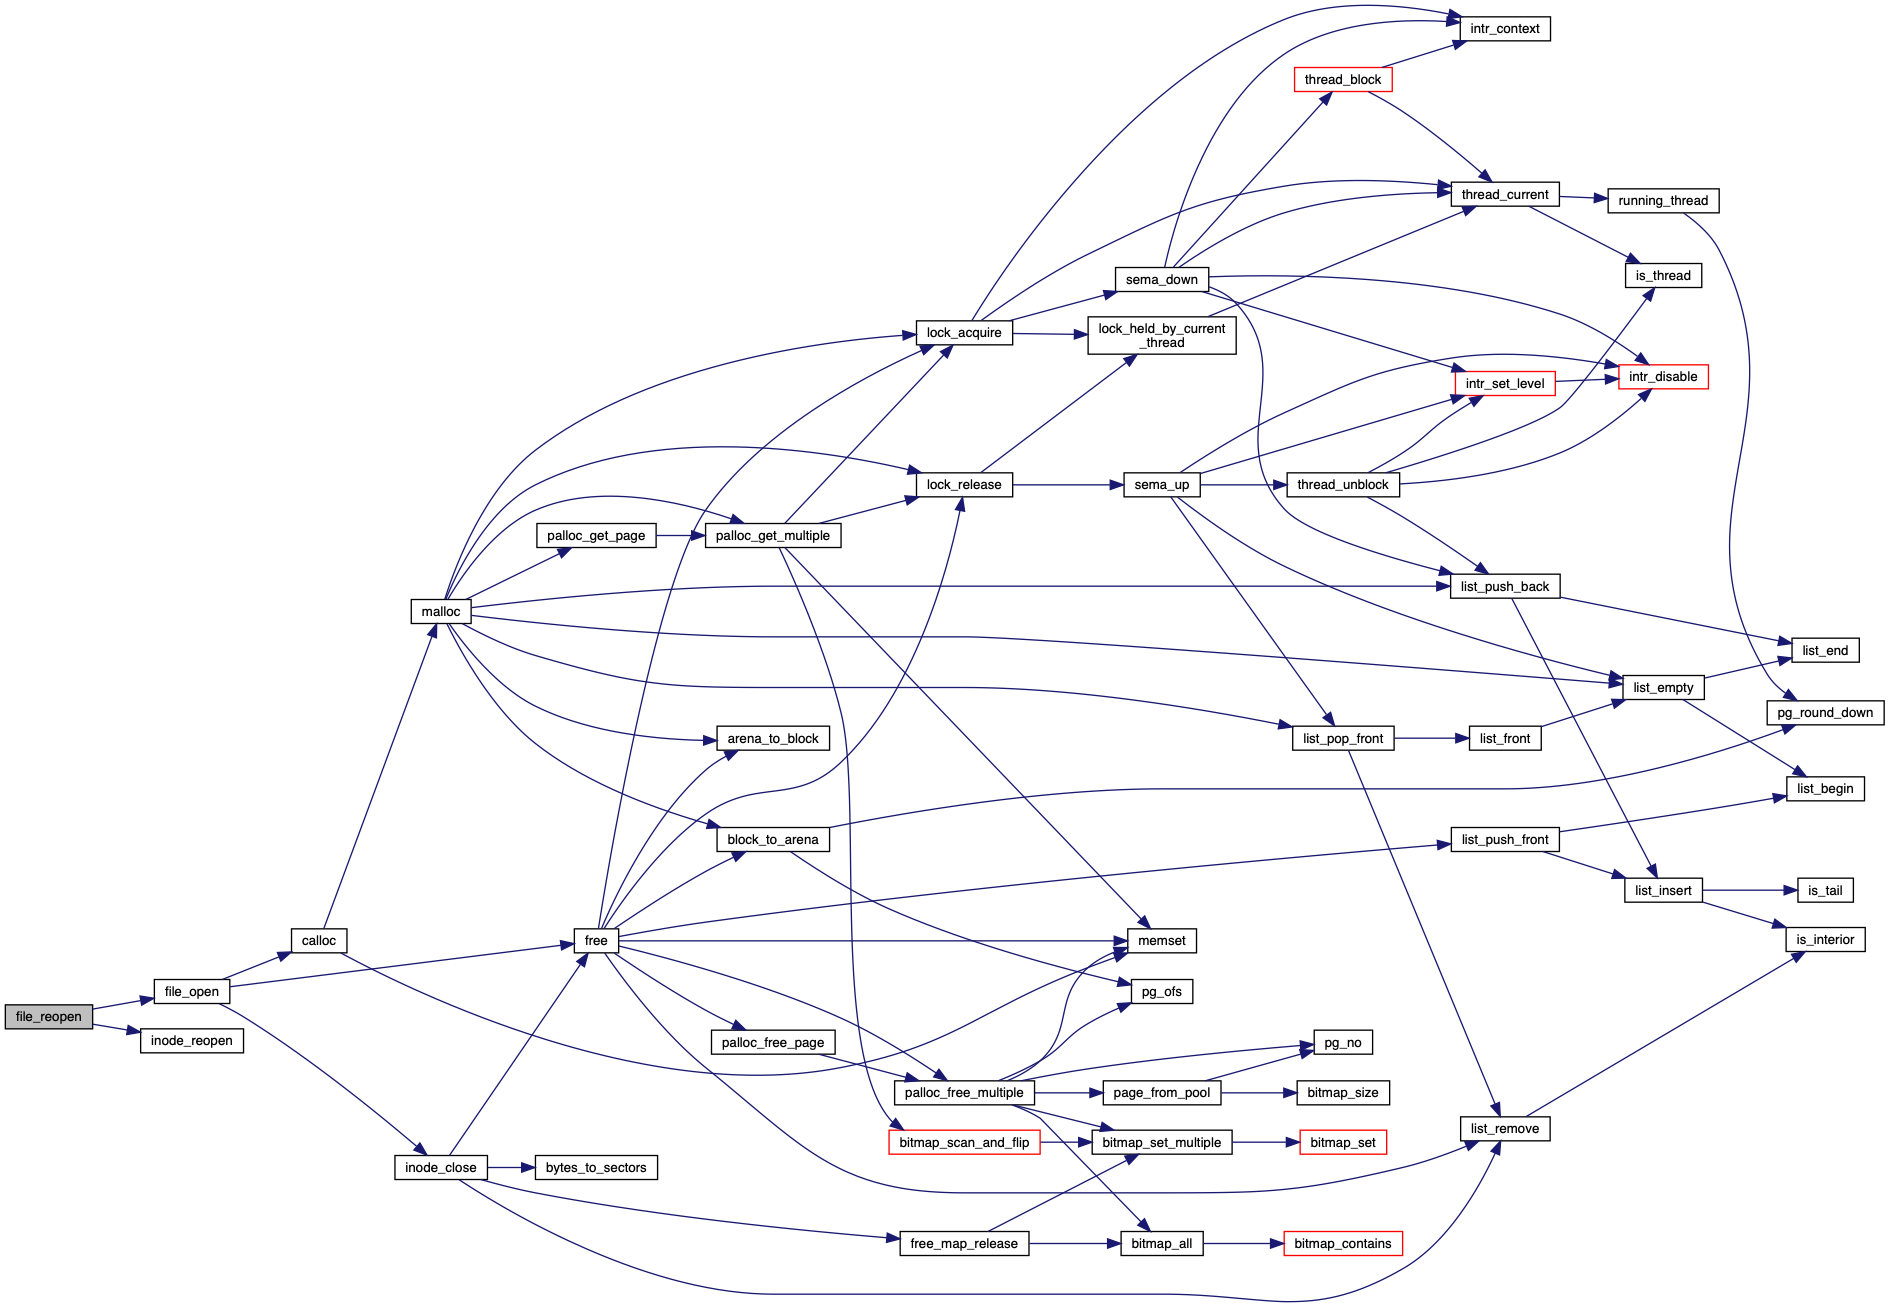 intr_context
thread_block
thread_current
running_thread
is_thread
sema_down
lock_acquire
lock_held_by_current
_thread
intr_set_level
intr_disable
lock_release
sema_up
thread_unblock
palloc_get_page
palloc_get_multiple
list_push_back
malloc
list_end
list_empty
pg_round_down
arena_to_block
list_pop_front
list_front
list_begin
block_to_arena
list_push_front
list_insert
is_tail
calloc
free
memset
is_interior
file_open
pg_ofs
file_reopen
inode_reopen
palloc_free_page
pg_no
palloc_free_multiple
page_from_pool
bitmap_size
list_remove
bitmap_scan_and_flip
bitmap_set_multiple
bitmap_set
inode_close
bytes_to_sectors
free_map_release
bitmap_all
bitmap_contains